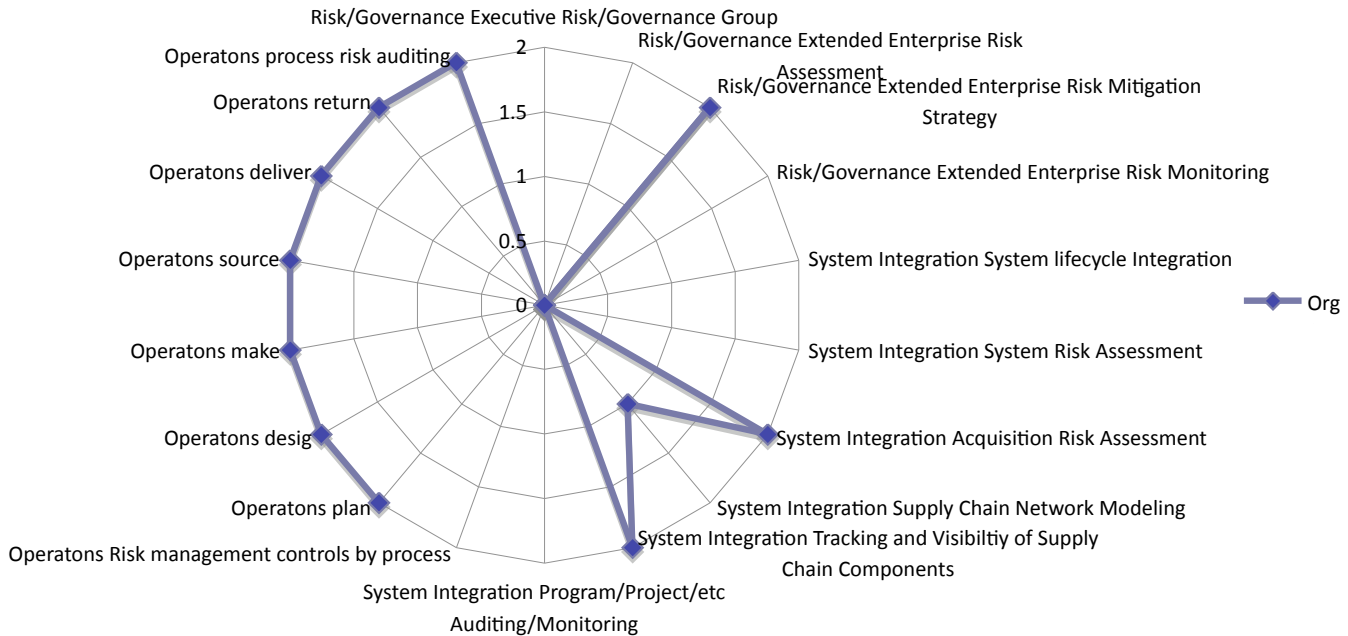 Risk/Governance Executive Risk/Governance Group
Risk/Governance Extended Enterprise Risk
Assessment
Risk/Governance Extended Enterprise Risk Mitigation
Strategy
Risk/Governance Extended Enterprise Risk Monitoring
System Integration System lifecycle Integration
System Integration System Risk Assessment
System Integration Acquisition Risk Assessment
System Integration Supply Chain Network Modeling
System Integration Tracking and Visibiltiy of Supply
Chain Components
System Integration Program/Project/etc
Auditing/Monitoring
Operatons Risk management controls by process
Operatons plan
Operatons desig
Operatons make
Operatons source
Operatons deliver
Operatons return
Operatons process risk auditing
2
1.5
1
0.5
0
Org